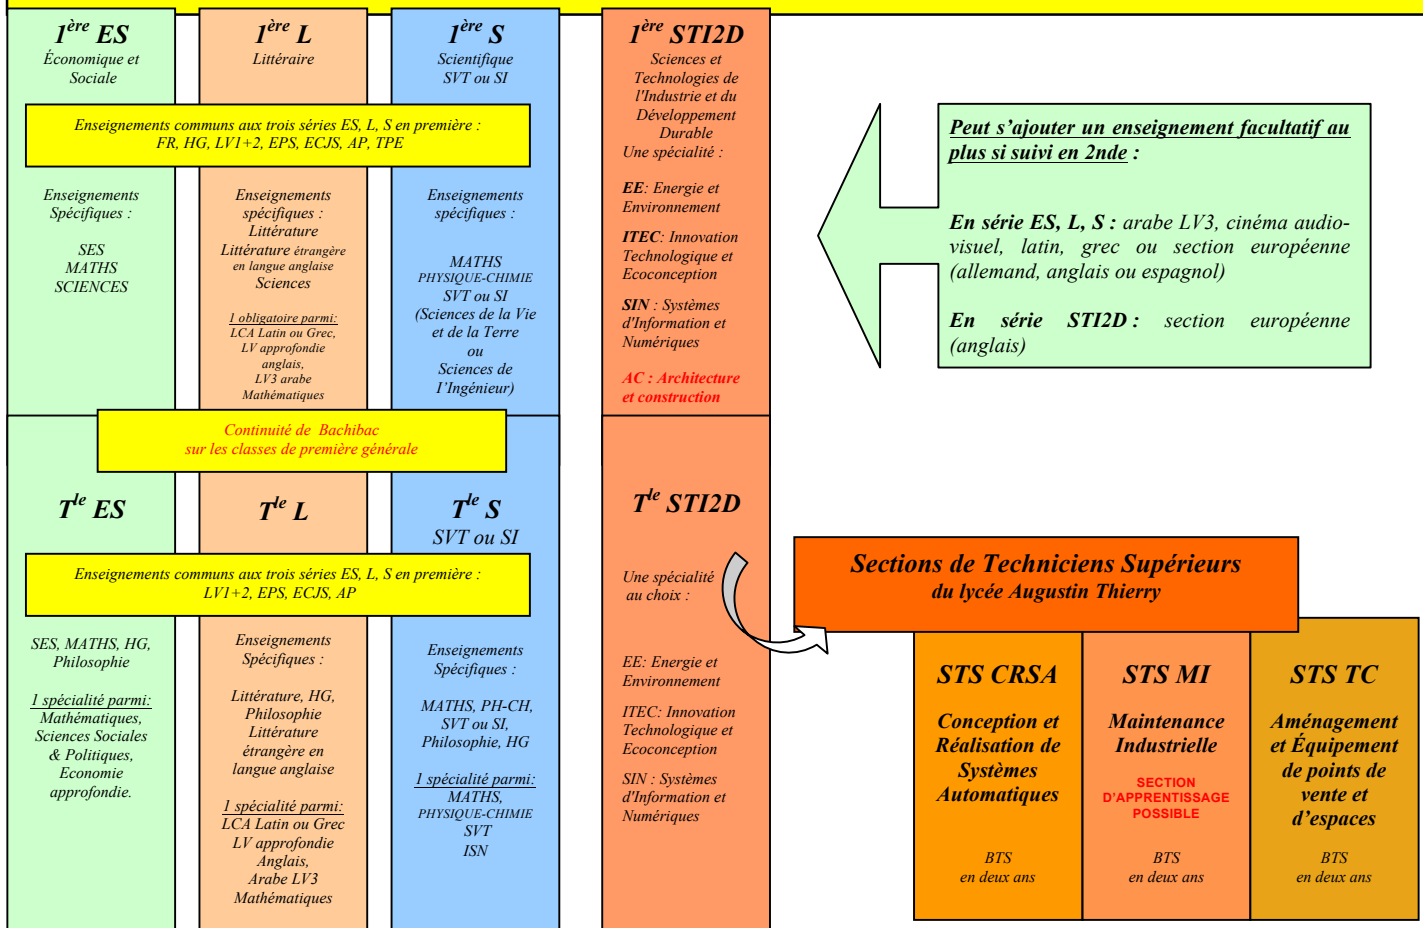 1ère ES
Économique et
Sociale
1ère L
Littéraire
1ère S
Scientifique
SVT ou SI
1ère STI2D
Sciences et
Technologies de
l'Industrie et du
Développement
Durable
Une spécialité :
EE: Energie et
Environnement
ITEC: Innovation
Technologique et
Ecoconception
SIN : Systèmes
d'Information et
Numériques
AC : Architecture
et construction
Enseignements communs aux trois séries ES, L, S en première :
FR, HG, LV1+2, EPS, ECJS, AP, TPE
Enseignements
Spécifiques :
SES
MATHS
SCIENCES
Enseignements
spécifiques :
Littérature
Littérature étrangère
en langue anglaise
Sciences
1 obligatoire parmi:
LCA Latin ou Grec,
LV approfondie
anglais,
LV3 arabe
Mathématiques
Enseignements
spécifiques :
MATHS
PHYSIQUE-CHIMIE
SVT ou SI
(Sciences de la Vie
et de la Terre
ou
Sciences de
l'Ingénieur)
Peut s'ajouter un enseignement facultatif au
plus si suivi en 2nde :
En série ES, L, S : arabe LV3, cinéma audio-
visuel, latin, grec ou section européenne
(allemand, anglais ou espagnol)
En série STI2D : section européenne
(anglais)
Continuité de Bachibac
sur les classes de première générale
Tle ES
Tle L
Tle S
SVT ou SI
Tle STI2D
Une spécialité
au choix :
EE: Energie et
Environnement
ITEC: Innovation
Technologique et
Ecoconception
SIN : Systèmes
d'Information et
Numériques
Enseignements communs aux trois séries ES, L, S en première :
LV1+2, EPS, ECJS, AP
SES, MATHS, HG,
Philosophie
1 spécialité parmi:
Mathématiques,
Sciences Sociales
& Politiques,
Economie
approfondie.
Enseignements
Spécifiques :
Littérature, HG,
Philosophie
Littérature
étrangère en
langue anglaise
1 spécialité parmi:
LCA Latin ou Grec
LV approfondie
Anglais,
Arabe LV3
Mathématiques
Enseignements
Spécifiques :
MATHS, PH-CH,
SVT ou SI,
Philosophie, HG
1 spécialité parmi:
MATHS,
PHYSIQUE-CHIMIE
SVT
ISN
Sections de Techniciens Supérieurs
du lycée Augustin Thierry
STS CRSA
Conception et
Réalisation de
Systèmes
Automatiques
BTS
en deux ans
STS MI
Maintenance
Industrielle
SECTION
D'APPRENTISSAGE
POSSIBLE
BTS
en deux ans
STS TC
Aménagement
et Équipement
de points de
vente et
d'espaces
BTS
en deux ans